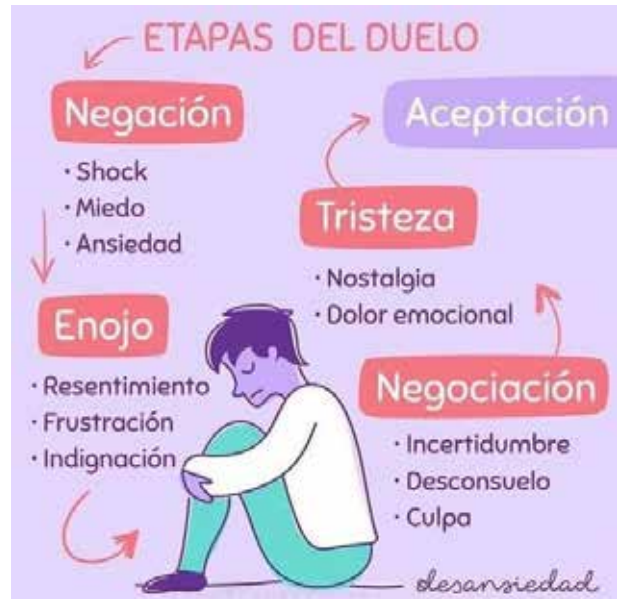 ETAPAS DEL DUELO
Negación
· Shock
· Miedo
· Ansiedad
Enojo
· Resentimiento
· Frustración
· Indignación
Negociación
· Incertidumbre
· Desconsuelo
· Culpa
Tristeza
· Nostalgia
· Dolor emocional
Aceptación
desansiedad